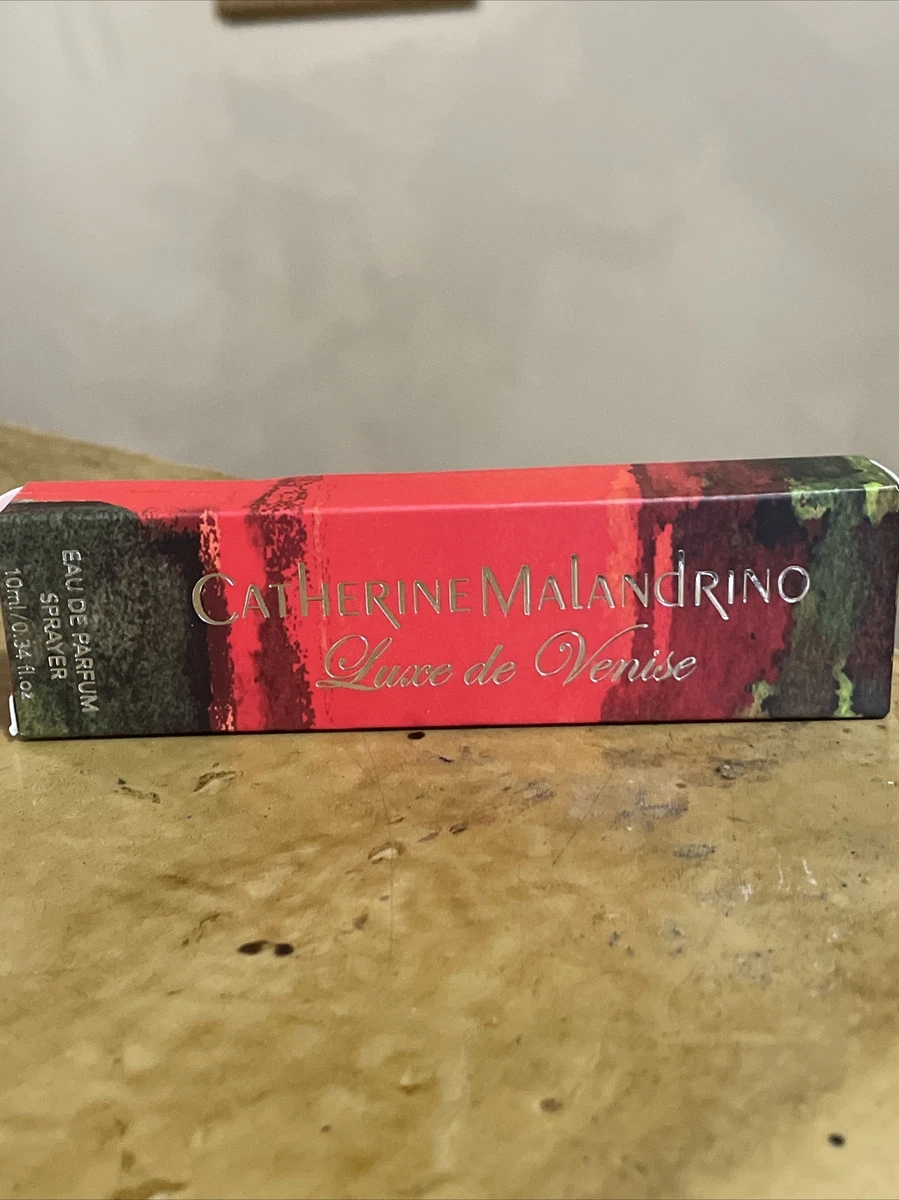 CATHERINE MALANDRINO
Luxe de Venise
EAU DE PARFUM
SPRAYER
10ml/0.34 fl.oz